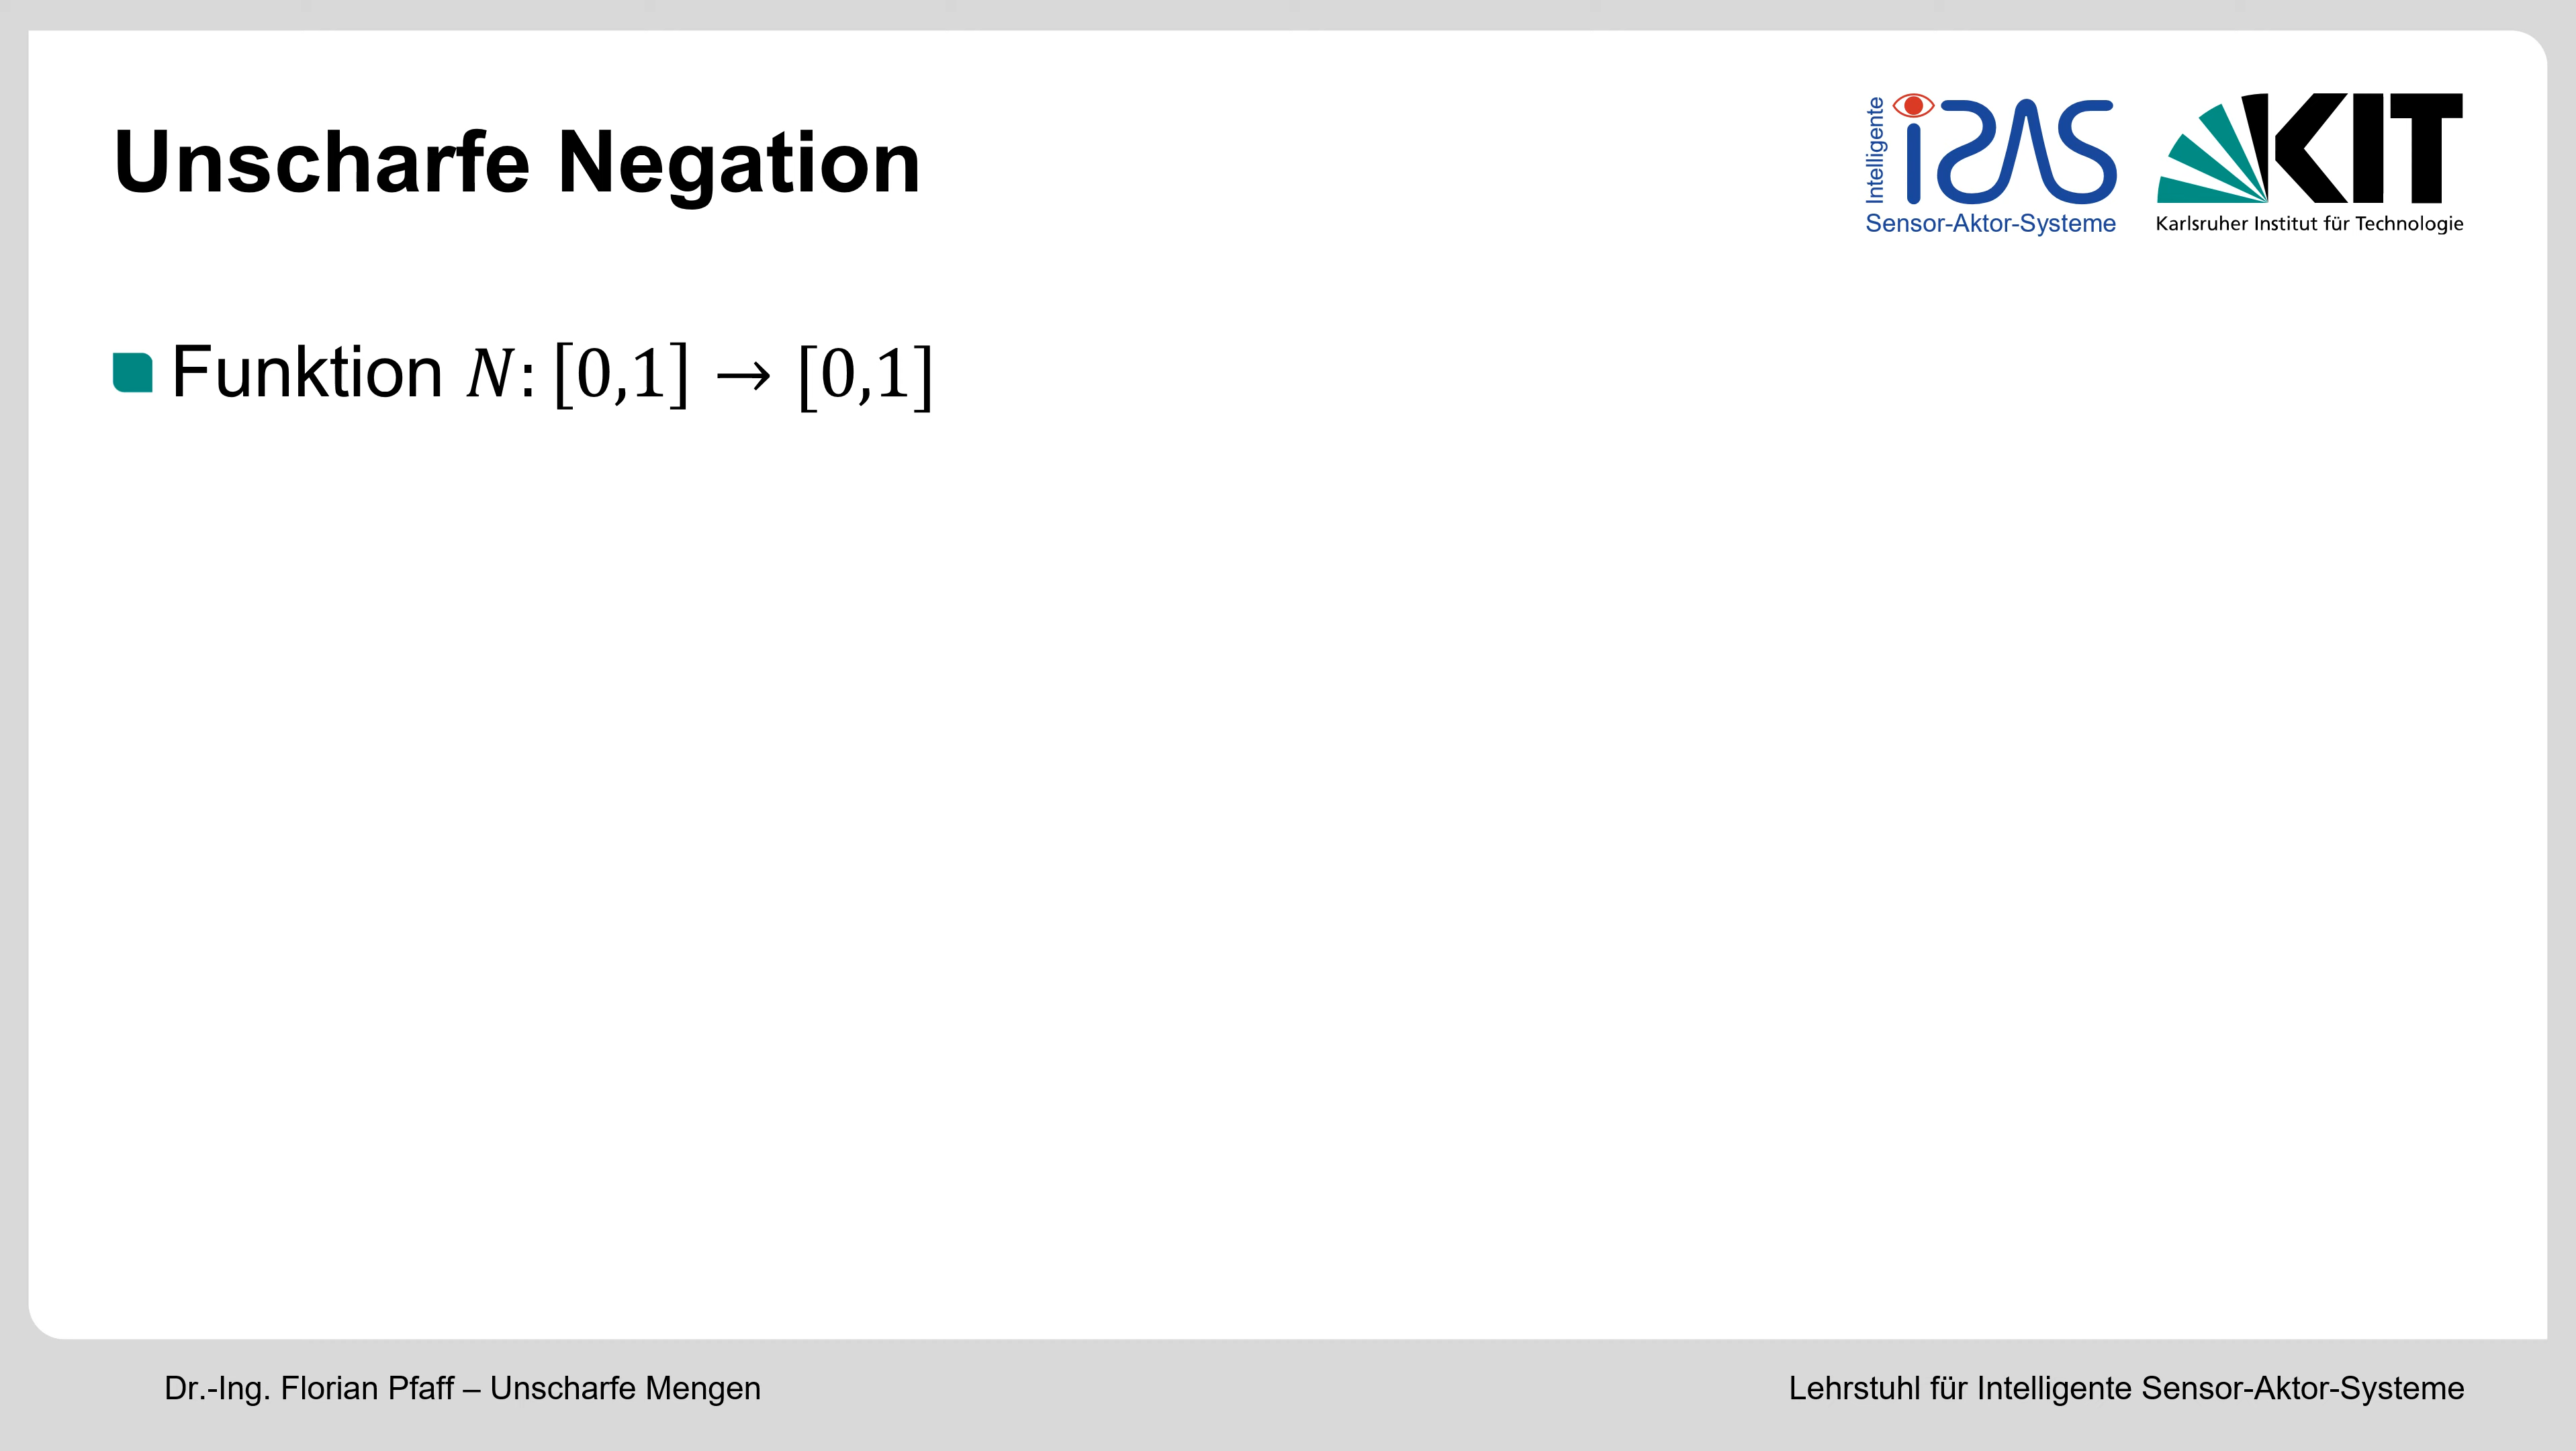 Unscharfe Negation
Intelligente
ISAS
Sensor-Aktor-Systeme
KIT
Karlsruher Institut für Technologie
Funktion N: [0,1] → [0,1]
Dr.-Ing. Florian Pfaff – Unscharfe Mengen
Lehrstuhl für Intelligente Sensor-Aktor-Systeme